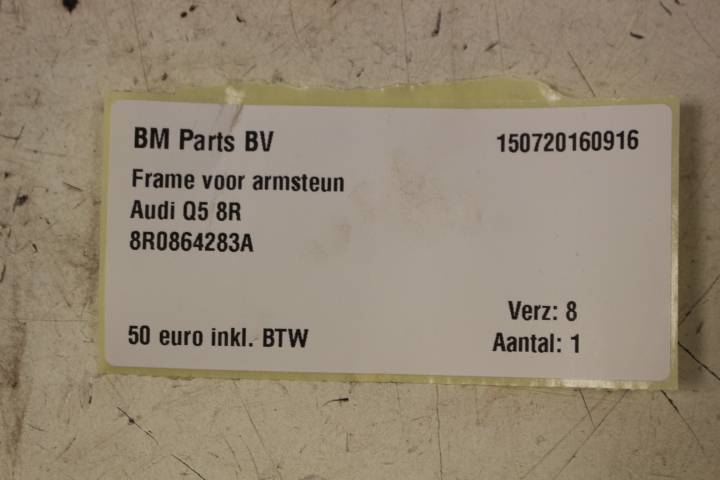 BM Parts BV
150720160916
Frame voor armsteun
Audi Q5 8R
8R0864283A
Verz: 8
50 euro inkl. BTW
Aantal: 1